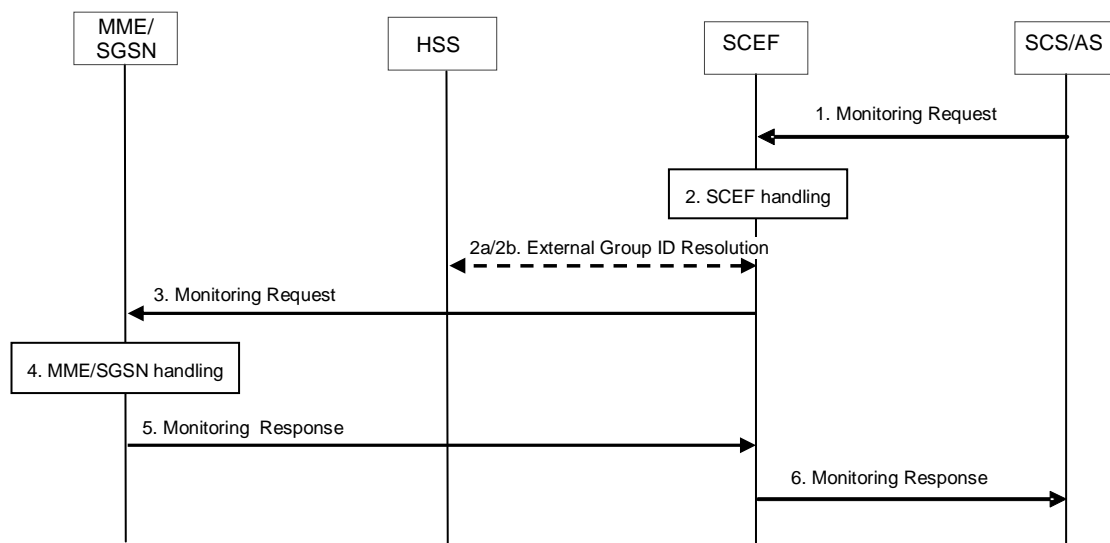 MME/
SGSN
HSS
SCEF
SCS/AS
1. Monitoring Request
2. SCEF handling
2a/2b. External Group ID Resolution
3. Monitoring Request
4. MME/SGSN handling
5. Monitoring Response
6. Monitoring Response